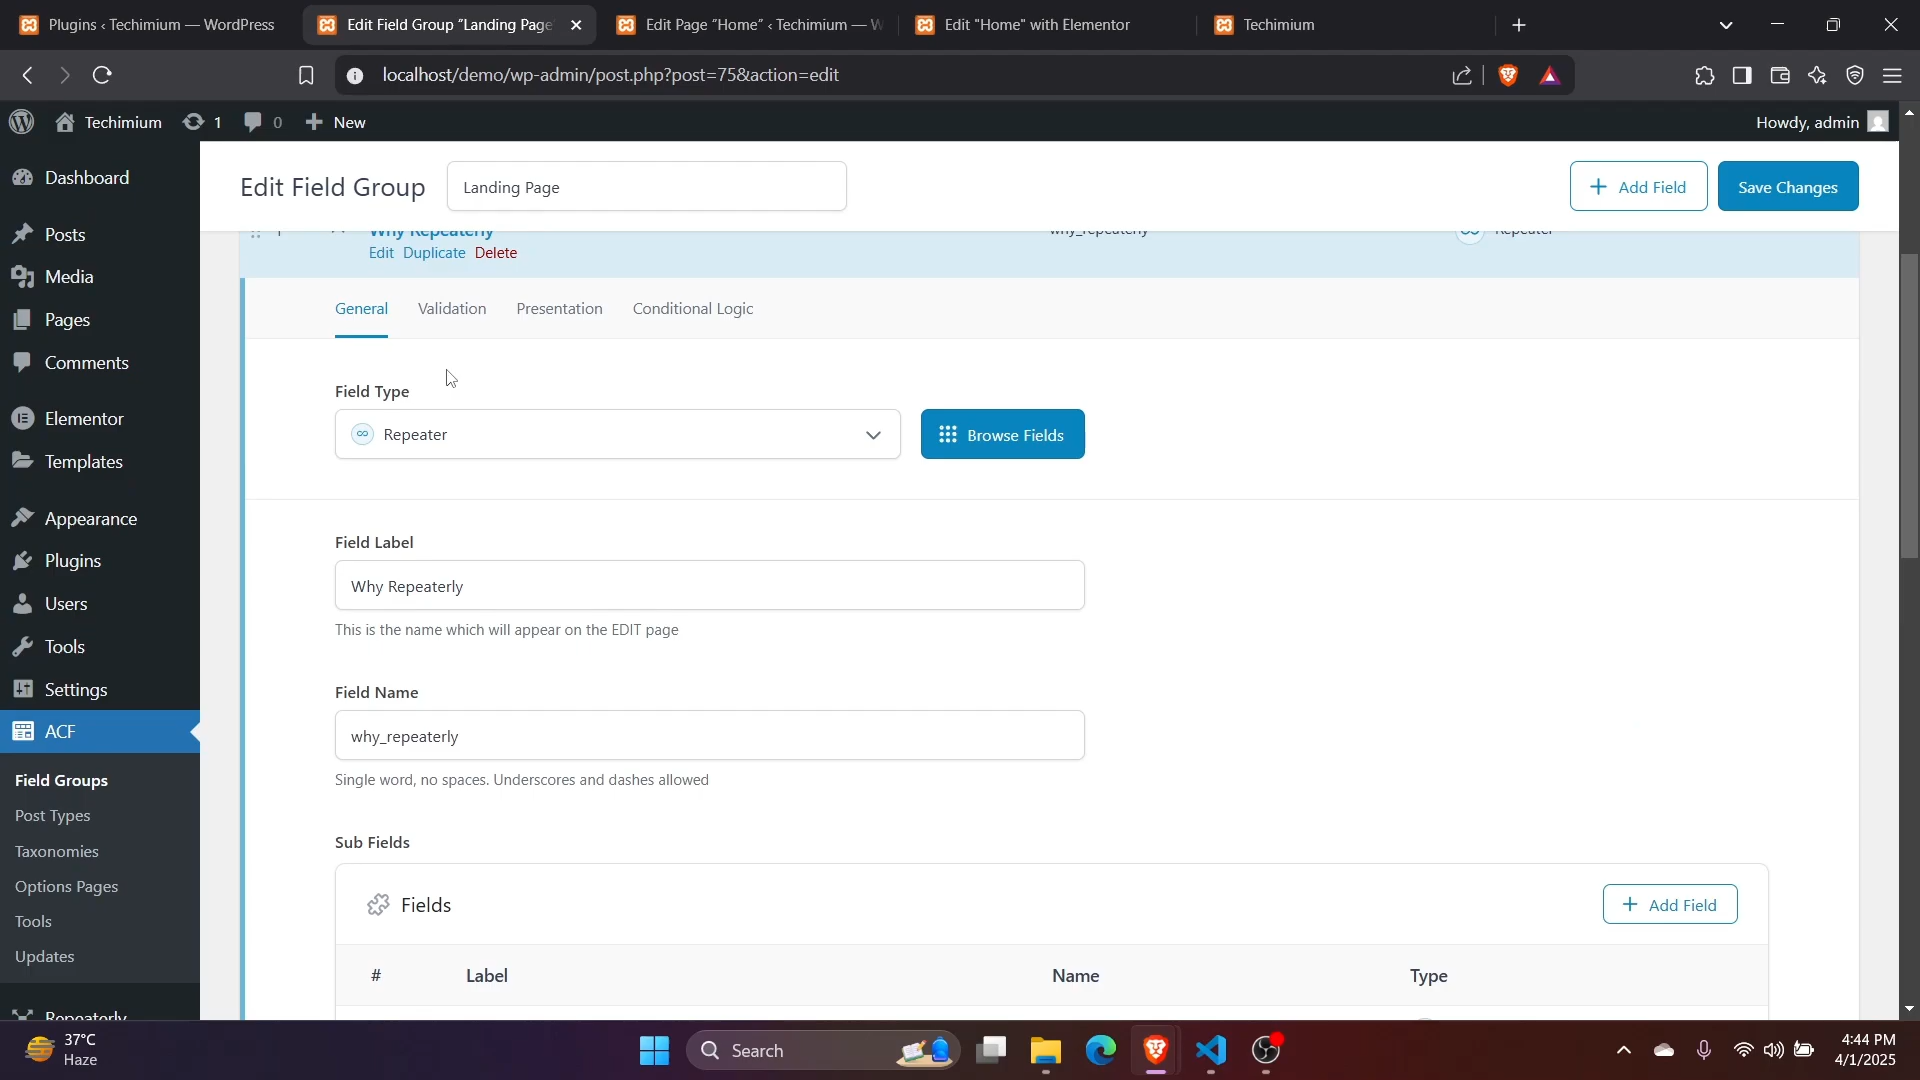 Plugins ‹ Techimium — WordPress
Edit Field Group “Landing Page
Edit Page “Home” ‹ Techimium — W
Edit "Home" with Elementor
Techimium
localhost/demo/wp-admin/post.php?post=75&action=edit
Techimium
1
0
New
Howdy, admin
Dashboard
Posts
Media
Pages
Comments
Elementor
Templates
Appearance
Plugins
Users
Tools
Settings
ACF
Field Groups
Post Types
Taxonomies
Options Pages
Tools
Updates
Repeaterly
Edit Field Group
Landing Page
Add Field
Save Changes
Why Repeaterly
why_repeaterly
Repeater
Edit Duplicate Delete
General
Validation
Presentation
Conditional Logic
Field Type
Repeater
Browse Fields
Field Label
Why Repeaterly
This is the name which will appear on the EDIT page
Field Name
why_repeaterly
Single word, no spaces. Underscores and dashes allowed
Sub Fields
Fields
Add Field
#
Label
Name
Type
37°C
Haze
Search
4:44 PM
4/1/2025